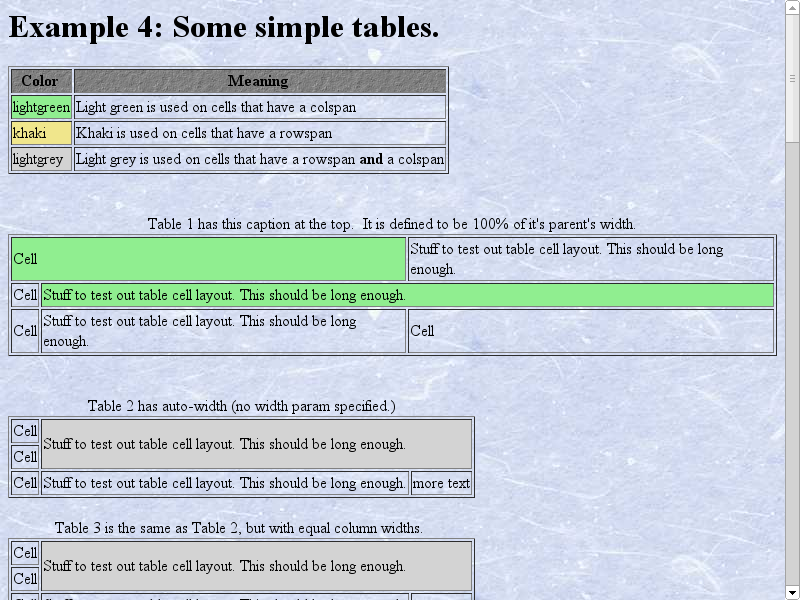 Example 4: Some simple tables.
Color Meaning
lightgreen Light green is used on cells that have a colspan
khaki Khaki is used on cells that have a rowspan
lightgrey Light grey is used on cells that have a rowspan and a colspan
Table 1 has this caption at the top.  It is defined to be 100% of it's parent's width.
Cell Stuff to test out table cell layout. This should be long
enough.
Cell Stuff to test out table cell layout. This should be long enough.
Cell Stuff to test out table cell layout. This should be long
enough. Cell
Table 2 has auto-width (no width param specified.)
Cell
Stuff to test out table cell layout. This should be long enough.
Cell
Cell Stuff to test out table cell layout. This should be long enough. more text
Table 3 is the same as Table 2, but with equal column widths.
Cell
Stuff to test out table cell layout. This should be long enough.
Cell